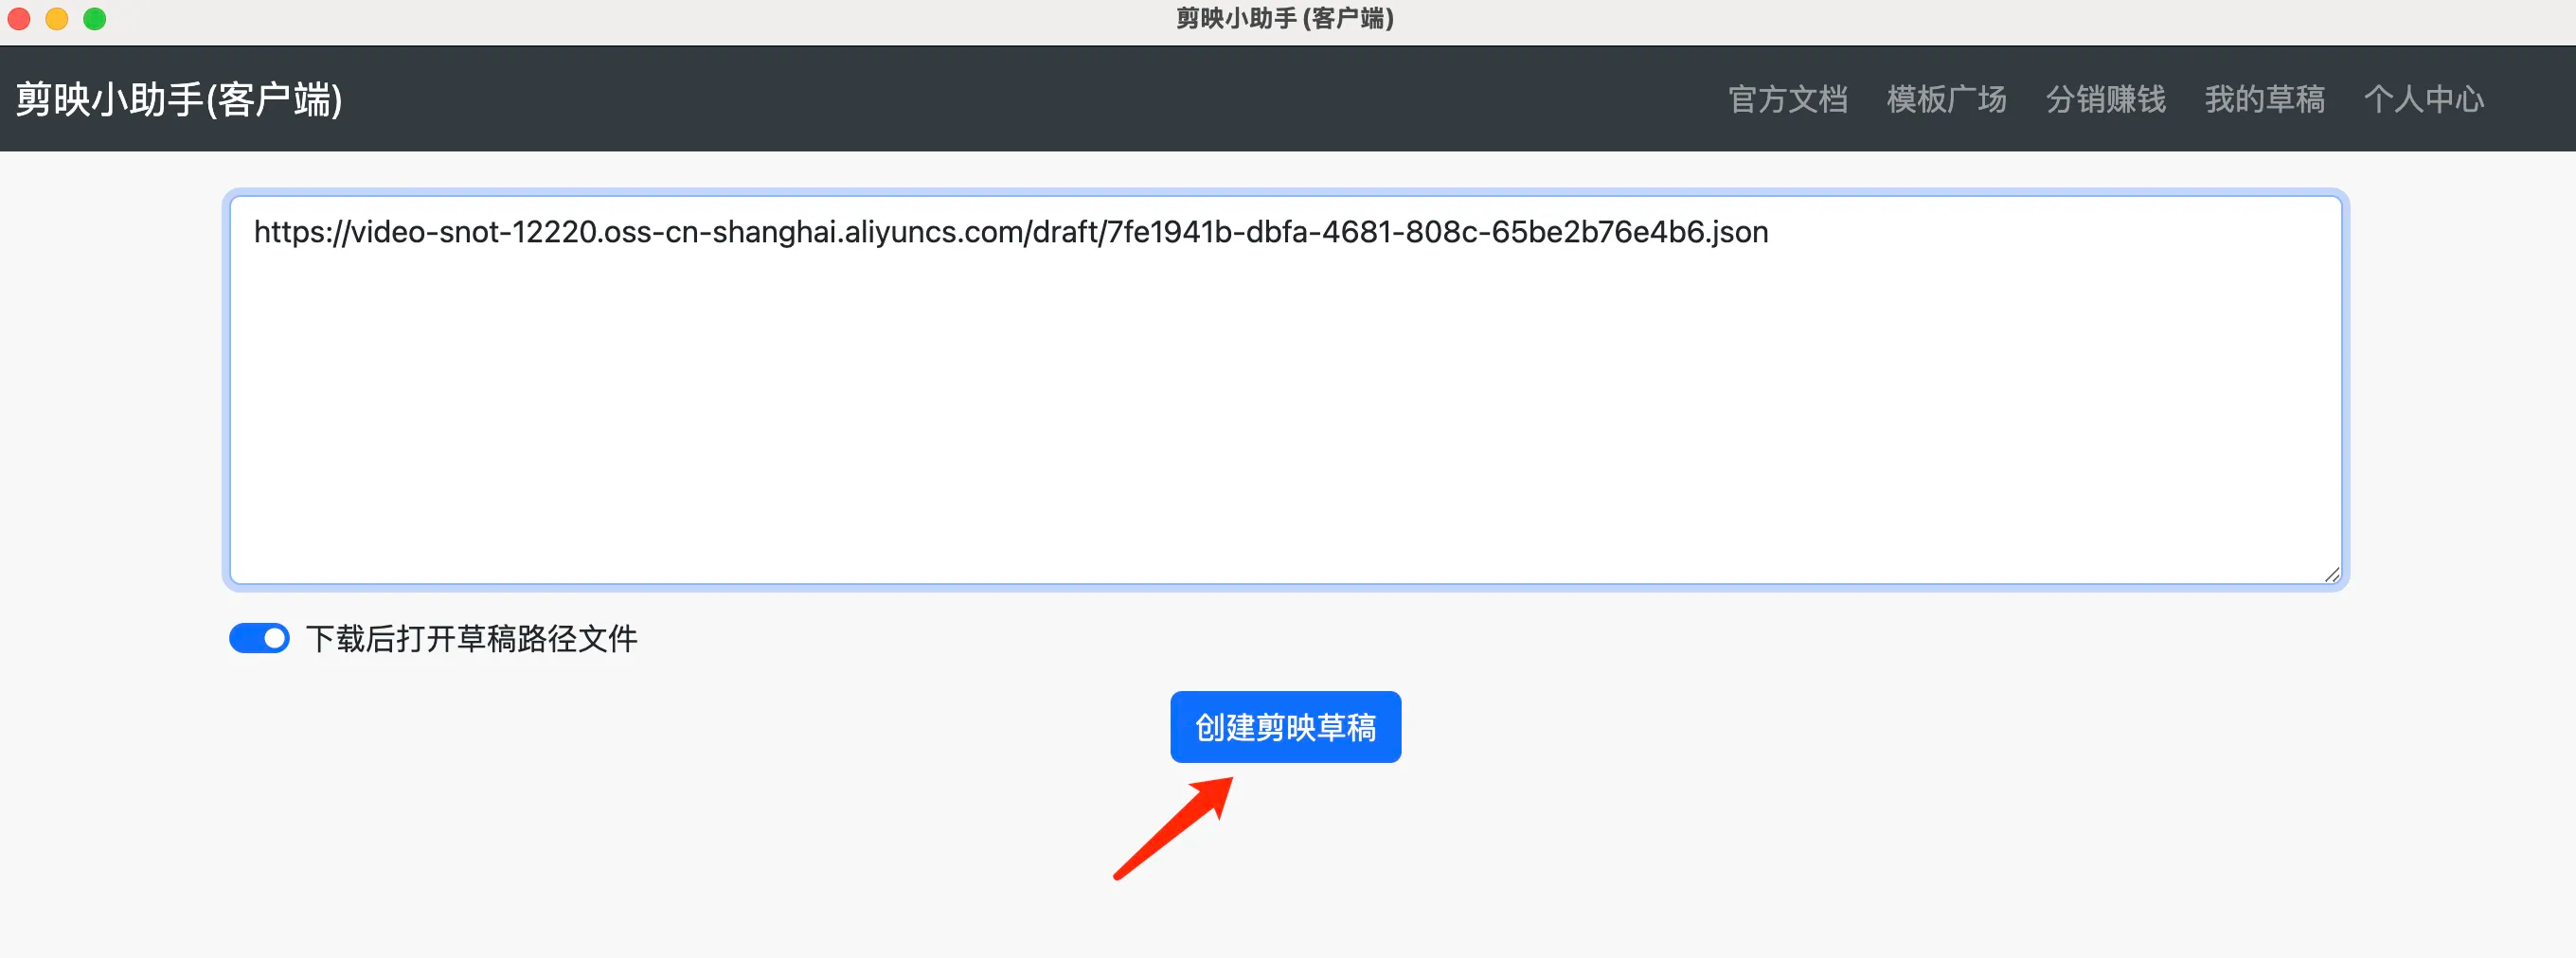 剪映小助手(客户端)
剪映小助手(客户端)
官方文档 模板广场 分销赚钱 我的草稿 个人中心
https://video-snot-12220.oss-cn-shanghai.aliyuncs.com/draft/7fe1941b-dbfa-4681-808c-65be2b76e4b6.json
下载后打开草稿路径文件
创建剪映草稿